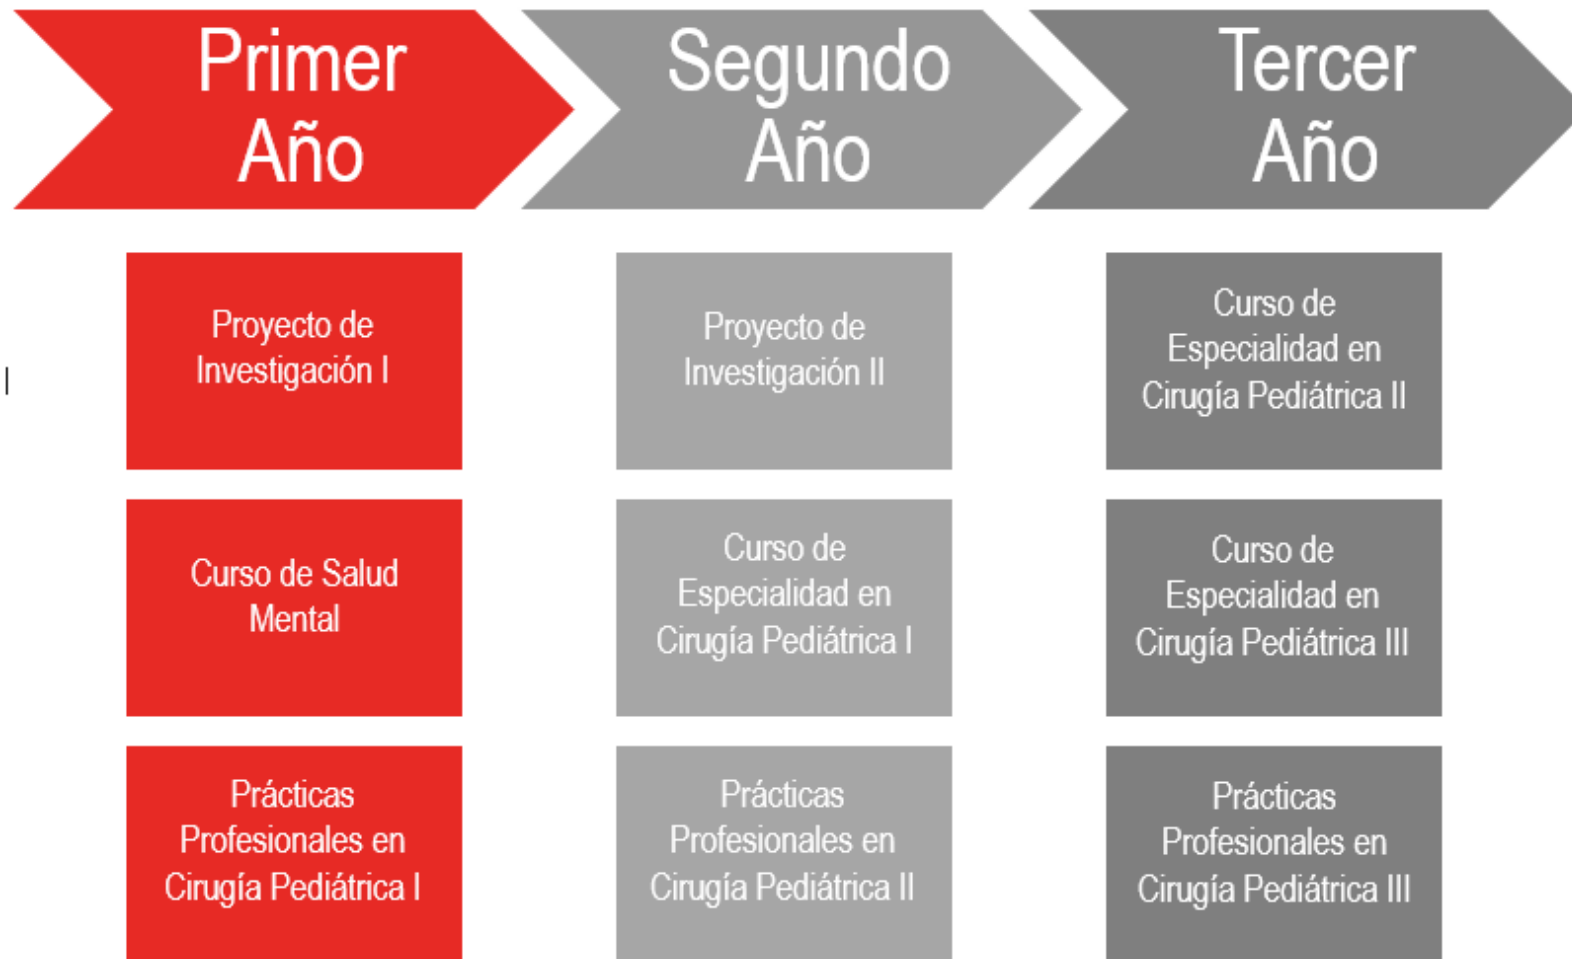 Primer
Año
Segundo
Año
Tercer
Año
Proyecto de
Investigación I
Proyecto de
Investigación II
Curso de
Especialidad en
Cirugía Pediátrica II
Curso de Salud
Mental
Curso de
Especialidad en
Cirugía Pediátrica I
Curso de
Especialidad en
Cirugía Pediátrica III
Prácticas
Profesionales en
Cirugía Pediátrica I
Prácticas
Profesionales en
Cirugía Pediátrica II
Prácticas
Profesionales en
Cirugía Pediátrica III